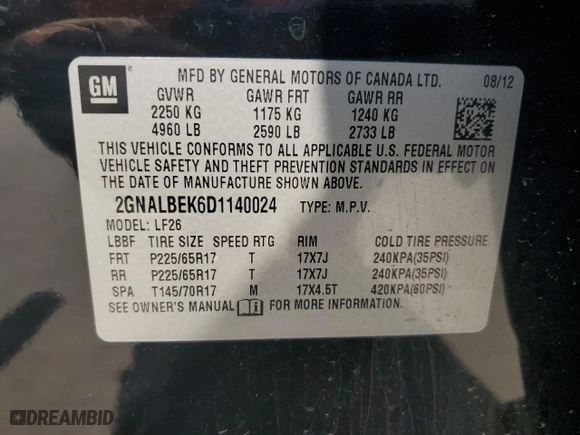 GM
MFD BY GENERAL MOTORS OF CANADA LTD. 08/12
GVWR GAWR FRT GAWR RR
2250 KG 1175 KG 1240 KG
4960 LB 2590 LB 2733 LB
THIS VEHICLE CONFORMS TO ALL APPLICABLE U.S. FEDERAL MOTOR
VEHICLE SAFETY AND THEFT PREVENTION STANDARDS IN EFFECT ON
THE DATE OF MANUFACTURE SHOWN ABOVE.
2GNALBEK6D1140024 TYPE: M.P.V.
MODEL: LF26
LBBF TIRE SIZE SPEED RTG RIM COLD TIRE PRESSURE
FRT P225/65R17 T 17X7J 240KPA(35PSI)
RR P225/65R17 T 17X7J 240KPA(35PSI)
SPA T145/70R17 M 17X4.5T 420KPA(60PSI)
SEE OWNER'S MANUAL FOR MORE INFORMATION.
DREAMBID